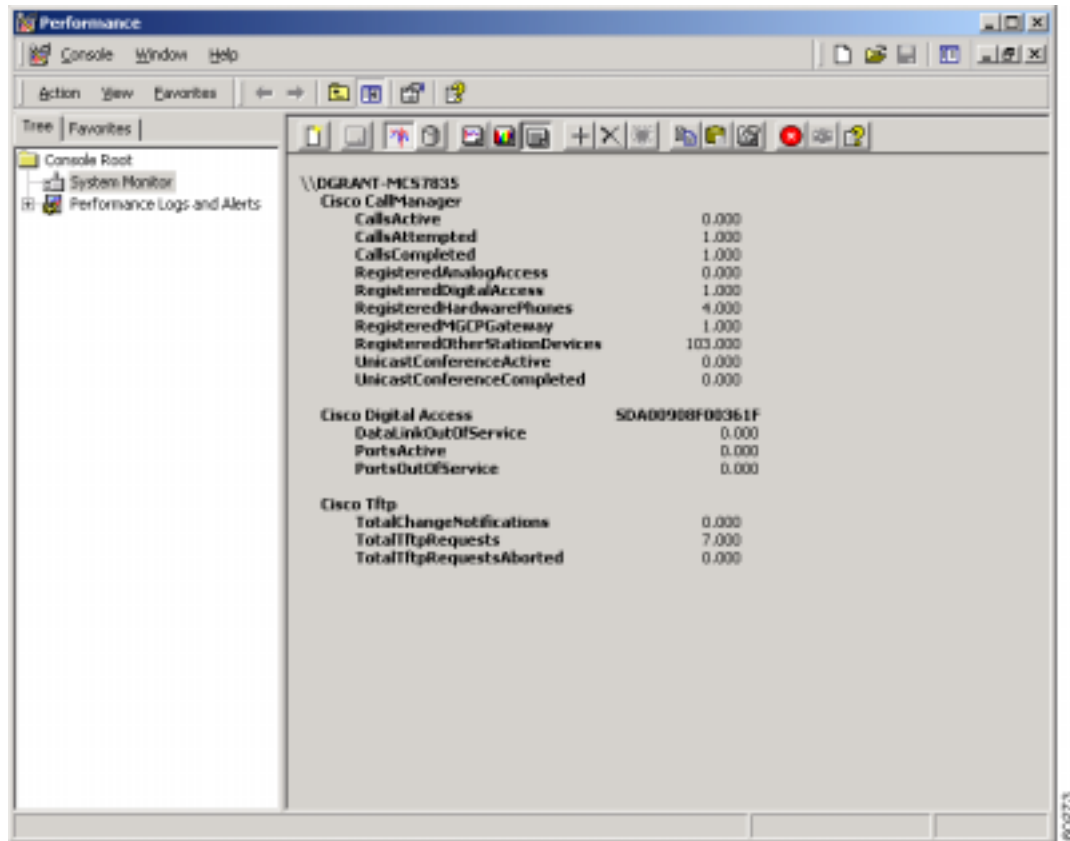 Performance
Console Window Help
Action View Favorites
Tree Favorites
Console Root
System Monitor
Performance Logs and Alerts
\\DGRANT-MCS7835
Cisco CallManager
CallsActive 0.000
CallsAttempted 1.000
CallsCompleted 1.000
RegisteredAnalogAccess 0.000
RegisteredDigitalAccess 1.000
RegisteredHardwarePhones 4.000
RegisteredMGCPGateway 1.000
RegisteredOtherStationDevices 103.000
UnicastConferenceActive 0.000
UnicastConferenceCompleted 0.000
Cisco Digital Access SDA00908F00361F
DataLinkOutOfService 0.000
PortsActive 0.000
PortsOutOfService 0.000
Cisco Tftp
TotalChangeNotifications 0.000
TotalTftpRequests 7.000
TotalTftpRequestsAborted 0.000
60273